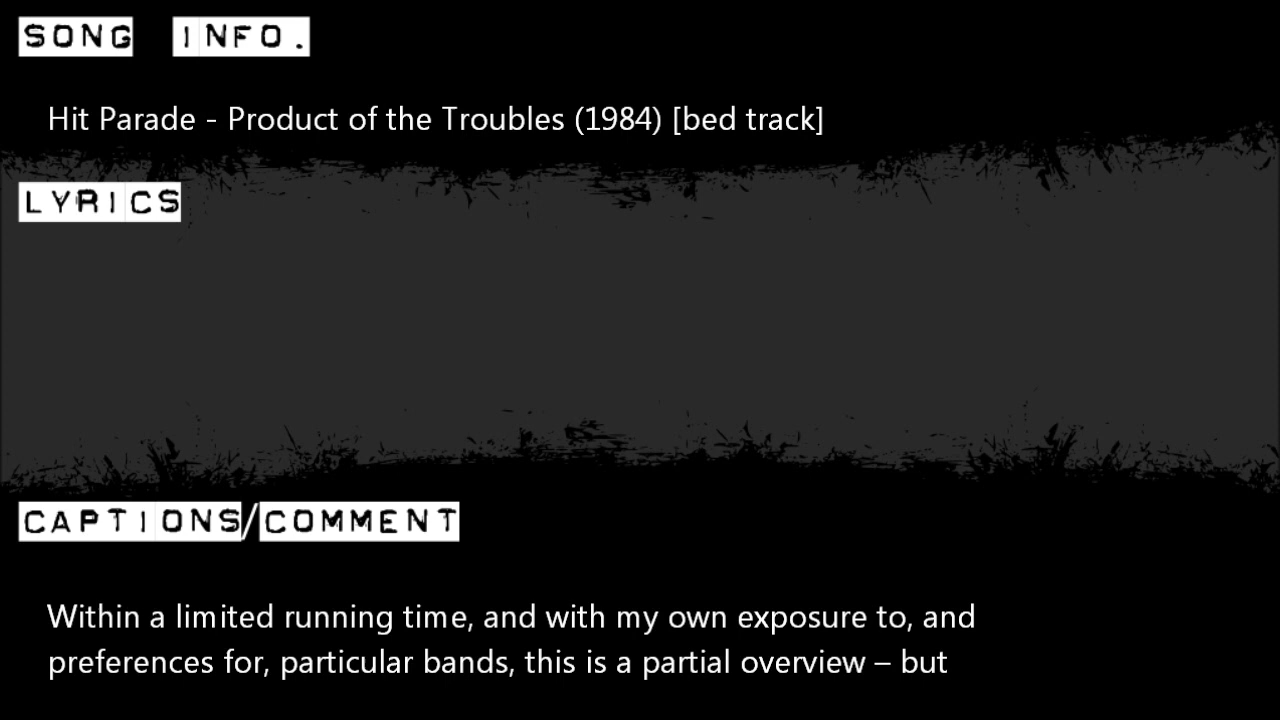 SONG INFO.
Hit Parade - Product of the Troubles (1984) [bed track]
LYRICS
CAPTIONS/COMMENT
Within a limited running time, and with my own exposure to, and
preferences for, particular bands, this is a partial overview – but